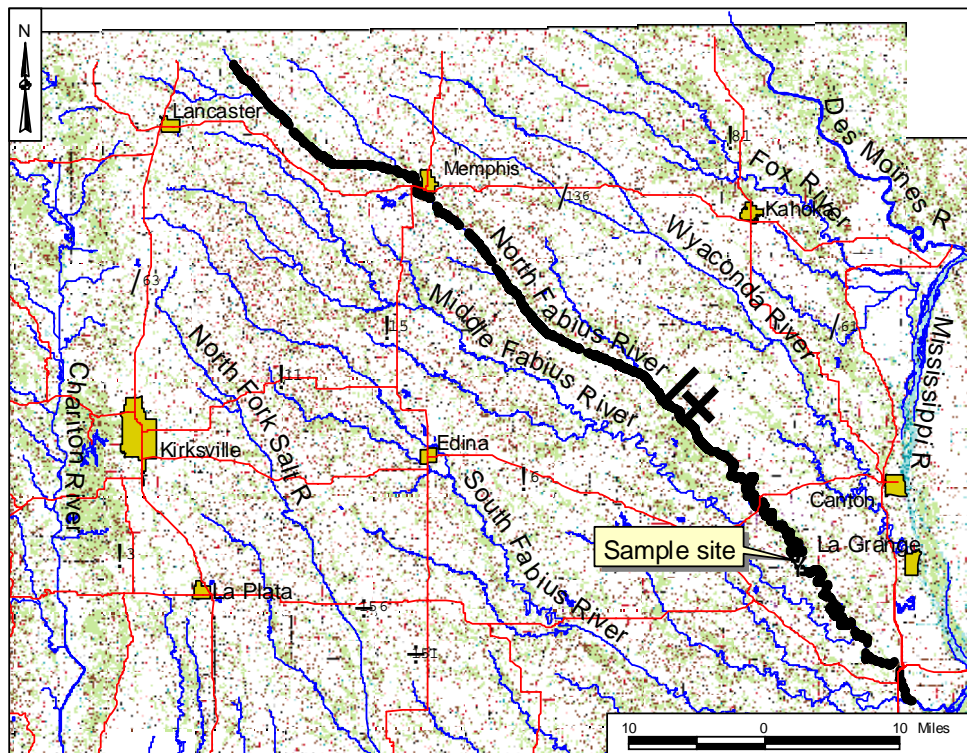 N
Lancaster
Memphis
Des Moines R
81
Fox River
136
Kahoka
Wyaconda River
North Fabius River
63
Middle Fabius River
15
61
Mississippi R
North Fork Salt R
11
Chariton River
Kirksville
Edina
6
South Fabius River
Canton
Sample site
La Grange
3
La Plata
156
151
10 0 10 Miles